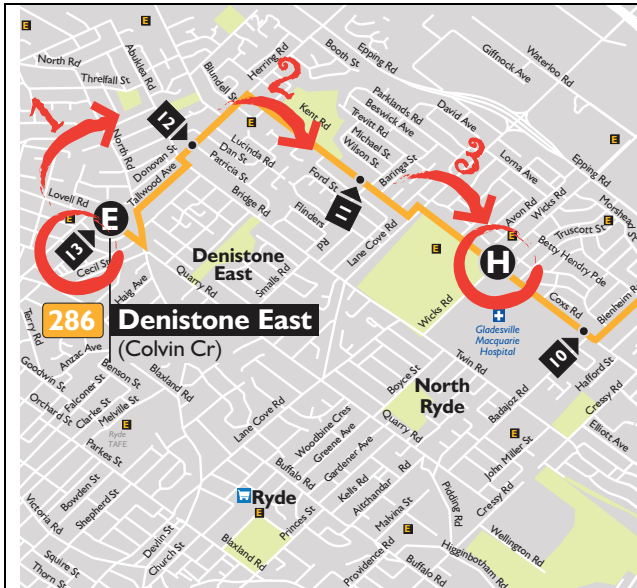 North Rd
Threlfall St
Abuklea Rd
Blundell St
Herring Rd
Booth St
Epping Rd
Giffnock Ave
Waterloo Rd
1
2
3
12
North Rd
Donovan St
Tallwood Ave
Lucinda Rd
Dan St
Patricia St
Kent Rd
Parklands Rd
Beswick Ave
Trevitt Rd
Michael St
Wilson St
Baringa St
David Ave
Lorna Ave
Epping Rd
Morshead St
Avon Rd
Wicks Rd
Truscott St
Betty Hendry Pde
Lovell Rd
E
13
Cecil St
Bridge Rd
Ford St
Flinders Rd
11
Lane Cove Rd
H
Denistone
East
Quarry Rd
Smalls Rd
Haig Ave
Terry Rd
Wicks Rd
Coxs Rd
Blenheim Rd
286
Denistone East
(Colvin Cr)
Gladesville
Macquarie
Hospital
10
Anzac Ave
Goodwin St
Benson St
Falconer St
Orchard St
Clarke St
Melville St
Blaxland Rd
Boyce St
Twin Rd
North
Ryde
Hafford St
Cressy Rd
Badajoz Rd
Elliott Ave
Ryde
TAFE
Parkes St
Lane Cove Rd
Woodbine Cres
Greene Ave
Gardener Ave
Quarry Rd
John Miller St
Cressy Rd
Buffalo Rd
Kells Rd
Aitchandar Rd
Malvina St
Pidding Rd
Bowden St
Shepherd St
Victoria Rd
Ryde
Princes St
Devlin St
Church St
Blaxland Rd
Squire St
Thorn St
Providence Rd
Buffalo Rd
Higginbotham Rd
Wellington Rd